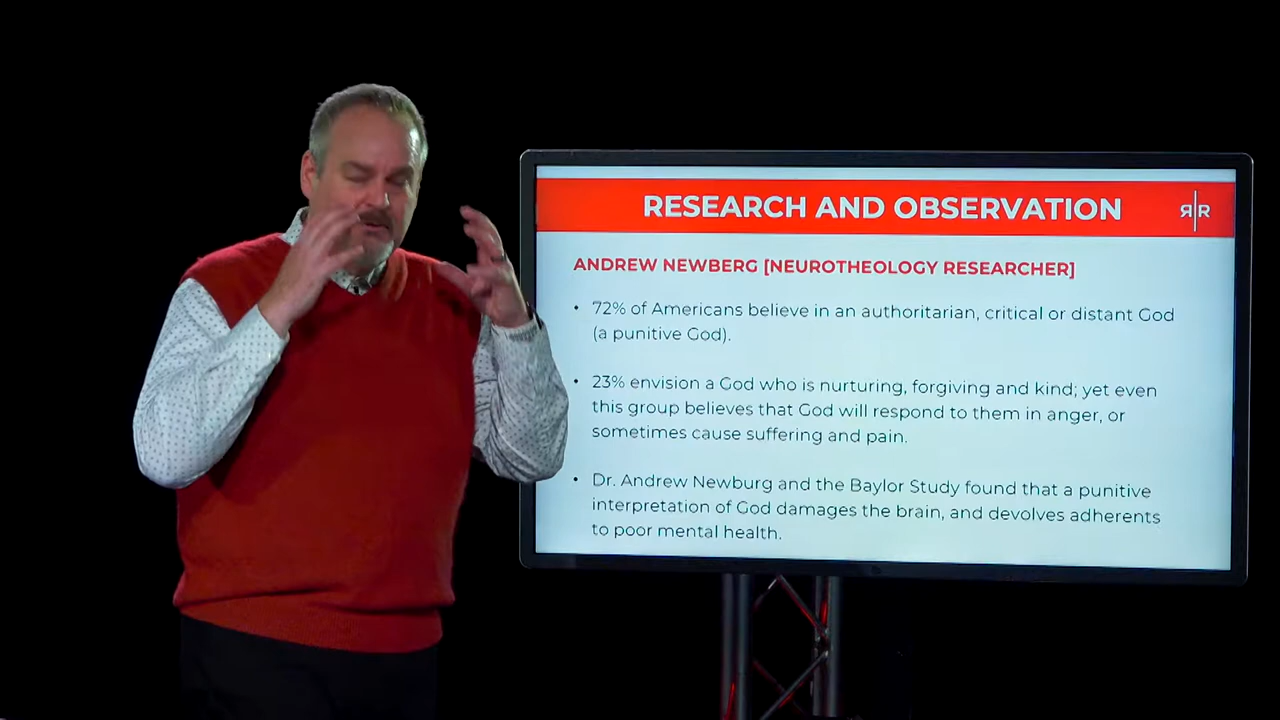 RESEARCH AND OBSERVATION
ЯR
ANDREW NEWBERG [NEUROTHEOLOGY RESEARCHER]
• 72% of Americans believe in an authoritarian, critical or distant God
(a punitive God).
• 23% envision a God who is nurturing, forgiving and kind; yet even
this group believes that God will respond to them in anger, or
sometimes cause suffering and pain.
• Dr. Andrew Newburg and the Baylor Study found that a punitive
interpretation of God damages the brain, and devolves adherents
to poor mental health.